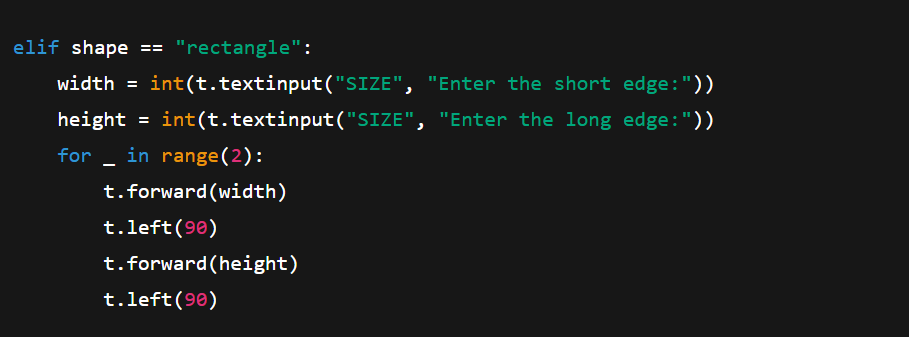 elif shape == "rectangle":
    width = int(t.textinput("SIZE", "Enter the short edge:"))
    height = int(t.textinput("SIZE", "Enter the long edge:"))
    for _ in range(2):
        t.forward(width)
        t.left(90)
        t.forward(height)
        t.left(90)